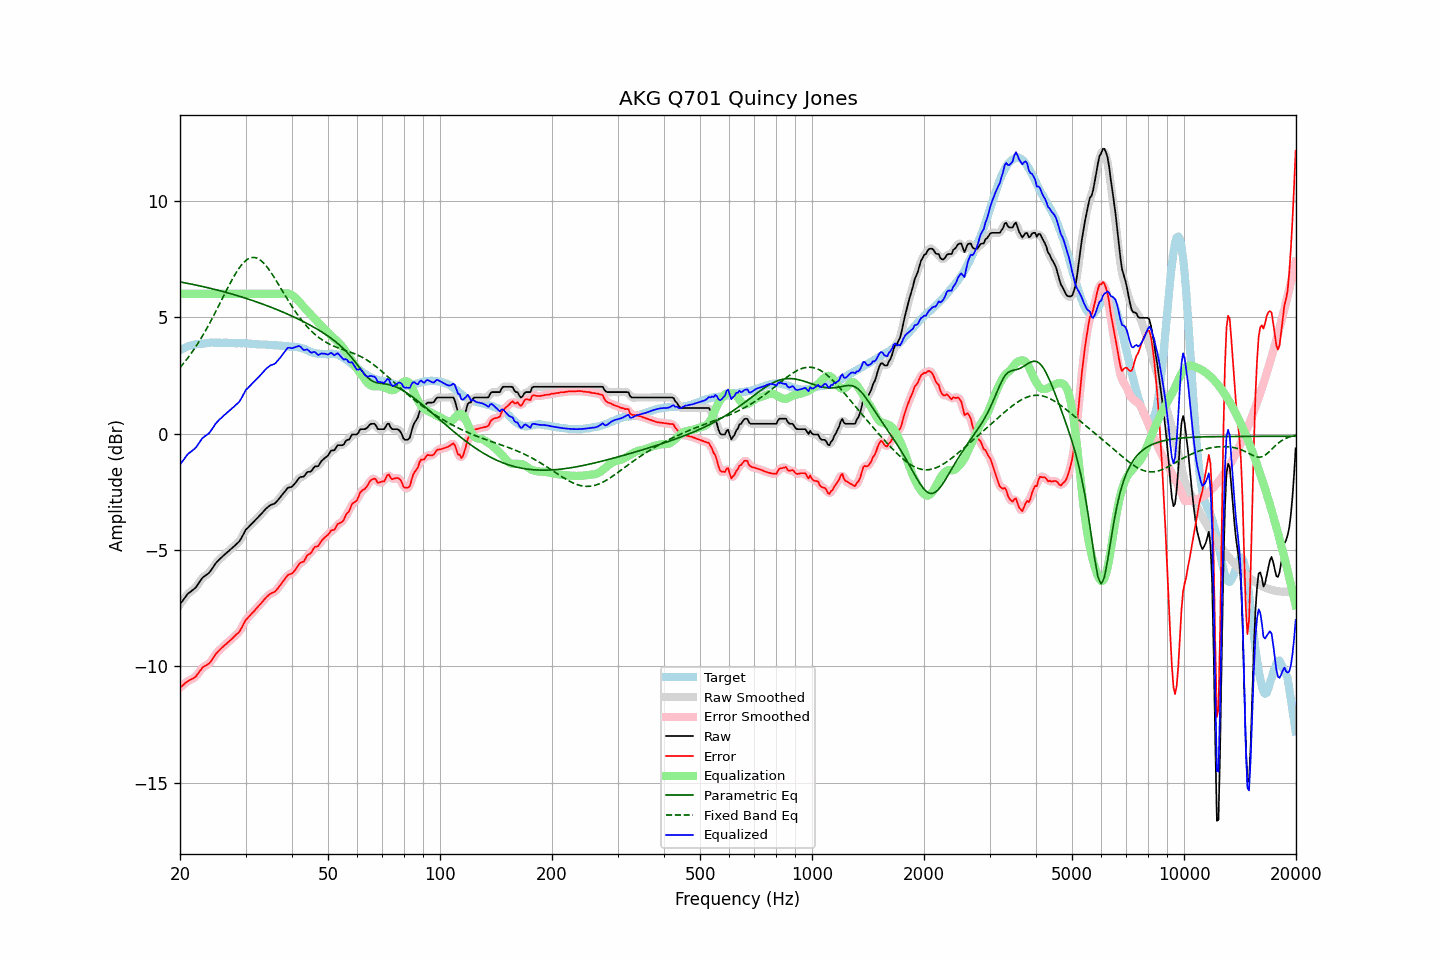 AKG Q701 Quincy Jones
Amplitude (dBr)
10
5
0
−5
−10
−15
20
50
100
200
500
1000
2000
5000
10000
20000
Frequency (Hz)
Target
Raw Smoothed
Error Smoothed
Raw
Error
Equalization
Parametric Eq
Fixed Band Eq
Equalized